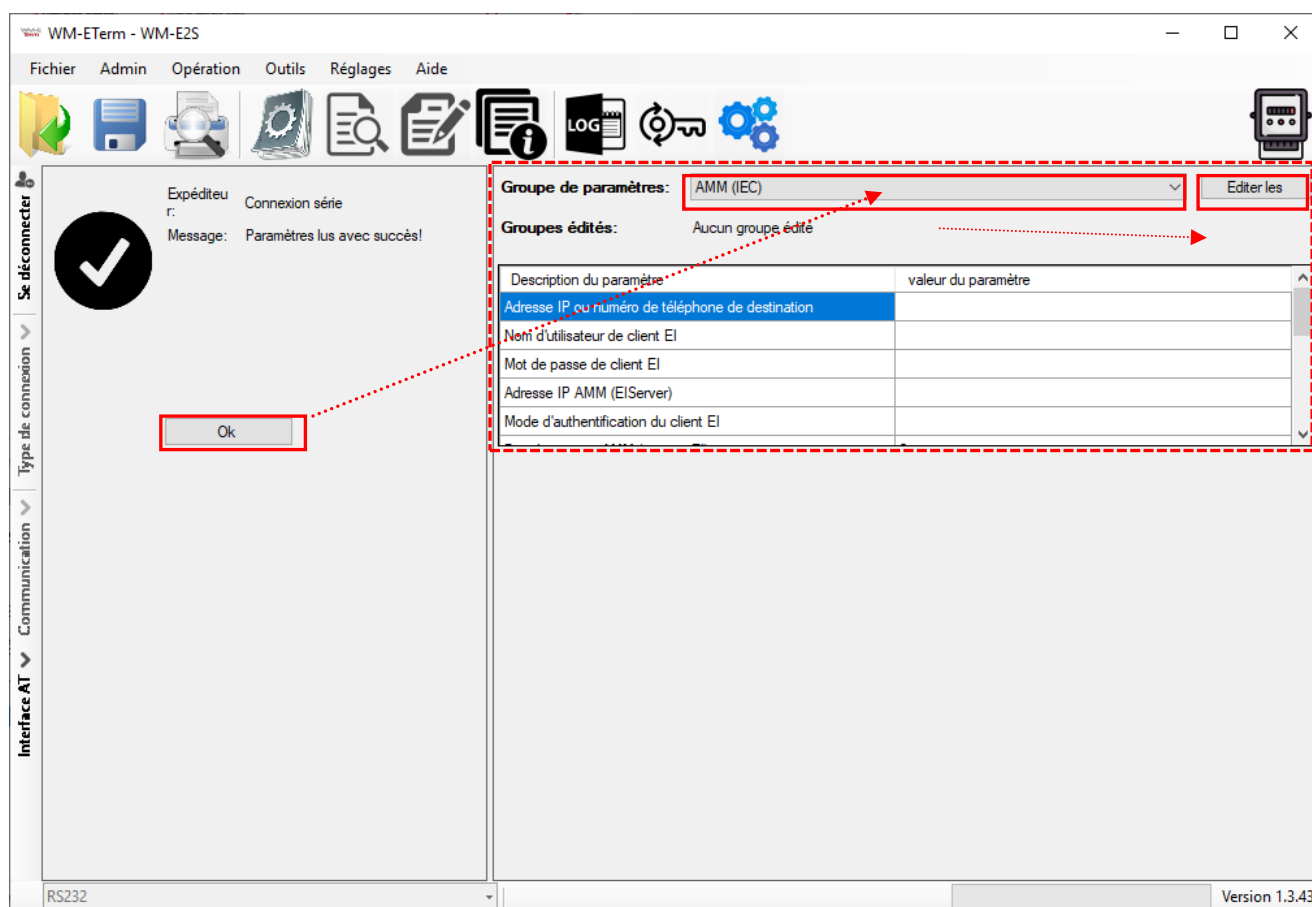 WM-ETerm - WM-E2S
Fichier Admin Opération Outils Réglages Aide
LOG
Se déconnecter
Type de connexion
Communication
Interface AT
Expéditeu
r:
Connexion série
Message: Paramètres lus avec succès!
Ok
Groupe de paramètres: AMM (IEC) Editer les
Groupes édités: Aucun groupe édité
Description du paramètre valeur du paramètre
Adresse IP ou numéro de téléphone de destination
Nom d'utilisateur de client EI
Mot de passe de client EI
Adresse IP AMM (EIServer)
Mode d'authentification du client EI
RS232
Version 1.3.43